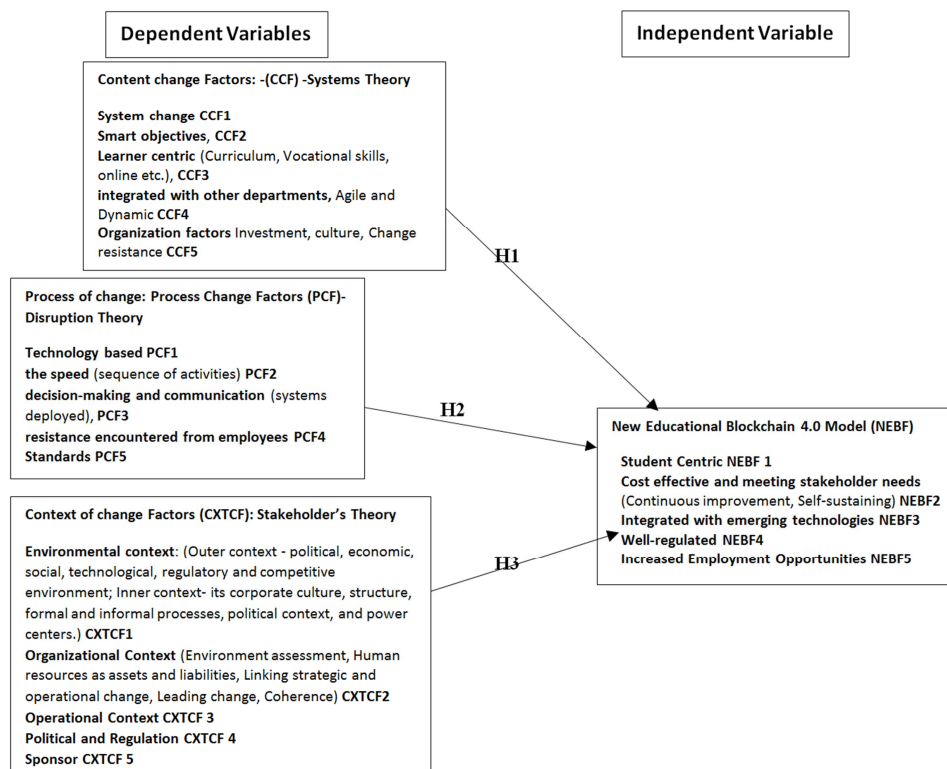 Dependent Variables
Independent Variable
Content change Factors: -(CCF) -Systems Theory
System change CCF1
Smart objectives, CCF2
Learner centric (Curriculum, Vocational skills,
online etc.), CCF3
integrated with other departments, Agile and
Dynamic CCF4
Organization factors Investment, culture, Change
resistance CCF5
H1
Process of change: Process Change Factors (PCF)-
Disruption Theory
Technology based PCF1
the speed (sequence of activities) PCF2
decision-making and communication (systems
deployed), PCF3
resistance encountered from employees PCF4
Standards PCF5
H2
New Educational Blockchain 4.0 Model (NEBF)
Student Centric NEBF 1
Cost effective and meeting stakeholder needs
(Continuous improvement, Self-sustaining) NEBF2
Integrated with emerging technologies NEBF3
Well-regulated NEBF4
Increased Employment Opportunities NEBF5
Context of change Factors (CXTCF): Stakeholder's Theory
Environmental context: (Outer context - political, economic,
social, technological, regulatory and competitive
environment; Inner context- its corporate culture, structure,
formal and informal processes, political context, and power
centers.) CXTCF1
Organizational Context (Environment assessment, Human
resources as assets and liabilities, Linking strategic and
operational change, Leading change, Coherence) CXTCF2
Operational Context CXTCF 3
Political and Regulation CXTCF 4
Sponsor CXTCF 5
H3